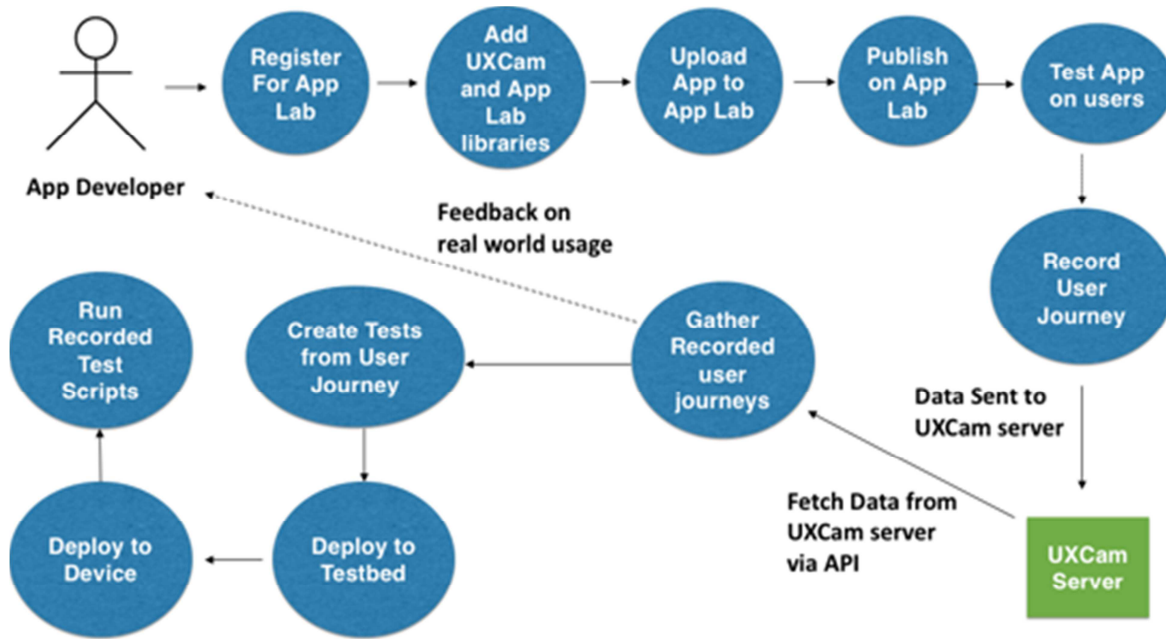 Register
For App
Lab
Add
UXCam
and App
Lab
libraries
Upload
App to
App Lab
Publish
on App
Lab
Test App
on users
App Developer
Feedback on
real world usage
Record
User
Journey
Run
Recorded
Test
Scripts
Create Tests
from User
Journey
Gather
Recorded
user
journeys
Data Sent to
UXCam server
Fetch Data from
UXCam server
via API
Deploy to
Device
Deploy to
Testbed
UXCam
Server